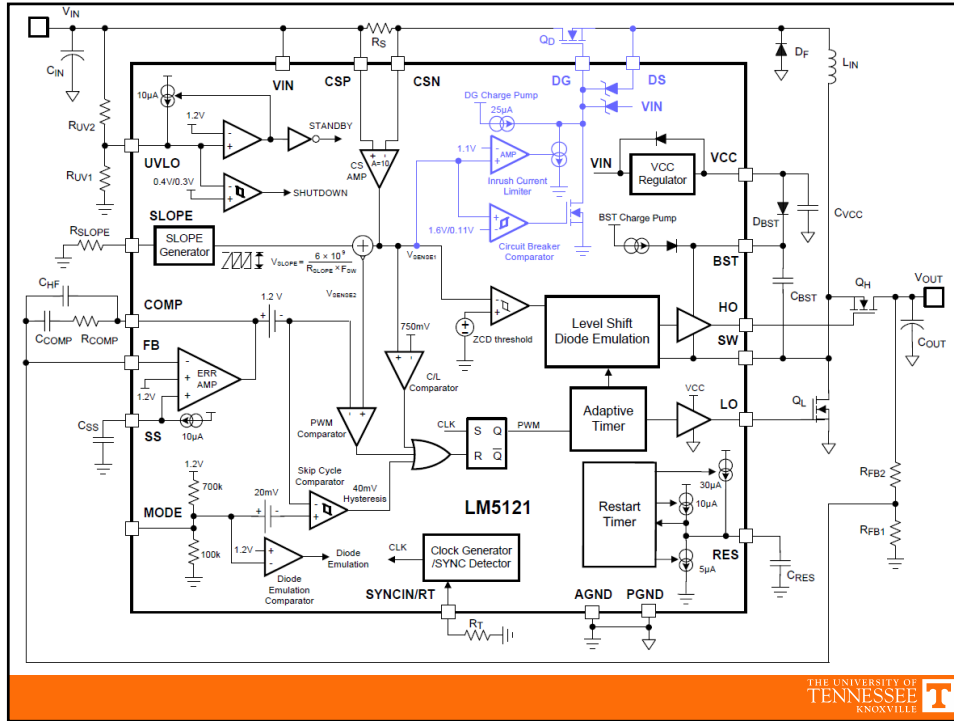 VIN
RS
QD
DF
LIN
CIN
VIN
CSP
CSN
DG
DS
10µA
DG Charge Pump
25µA
VIN
RUV2
1.2V
-
+
STANDBY
+ -
A=10
CS
AMP
1.1V
-
+
AMP
Inrush Current
Limiter
VIN
VCC
Regulator
VCC
UVLO
RUV1
0.4V/0.3V
SHUTDOWN
DBST
CVCC
BST Charge Pump
SLOPE
RSLOPE
SLOPE
Generator
VSLOPE = 6 x 10^9 / RSLOPE x FSW
+
VSENSE1
1.6V/0.11V
Circuit Breaker
Comparator
BST
CHF
VSENSE2
CBST
VOUT
QH
COMP
1.2 V
HO
CCOMP
RCOMP
750mV
+ -
ZCD threshold
Level Shift
Diode Emulation
SW
COUT
FB
-
+
+
ERR
AMP
1.2V
C/L
Comparator
VCC
LO
QL
CSS
SS
10µA
PWM
Comparator
CLK
S Q
R Q
PWM
Adaptive
Timer
1.2V
700k
Skip Cycle
Comparator
40mV
Hysteresis
30µA
RFB2
20mV
LM5121
10µA
MODE
Restart
Timer
RFB1
100k
1.2V
+
-
Diode
Emulation
CLK
Clock Generator
/SYNC Detector
RES
5µA
CRES
Diode
Emulation
Comparator
SYNCIN/RT
AGND
PGND
RT
THE UNIVERSITY OF
TENNESSEE
KNOXVILLE
T